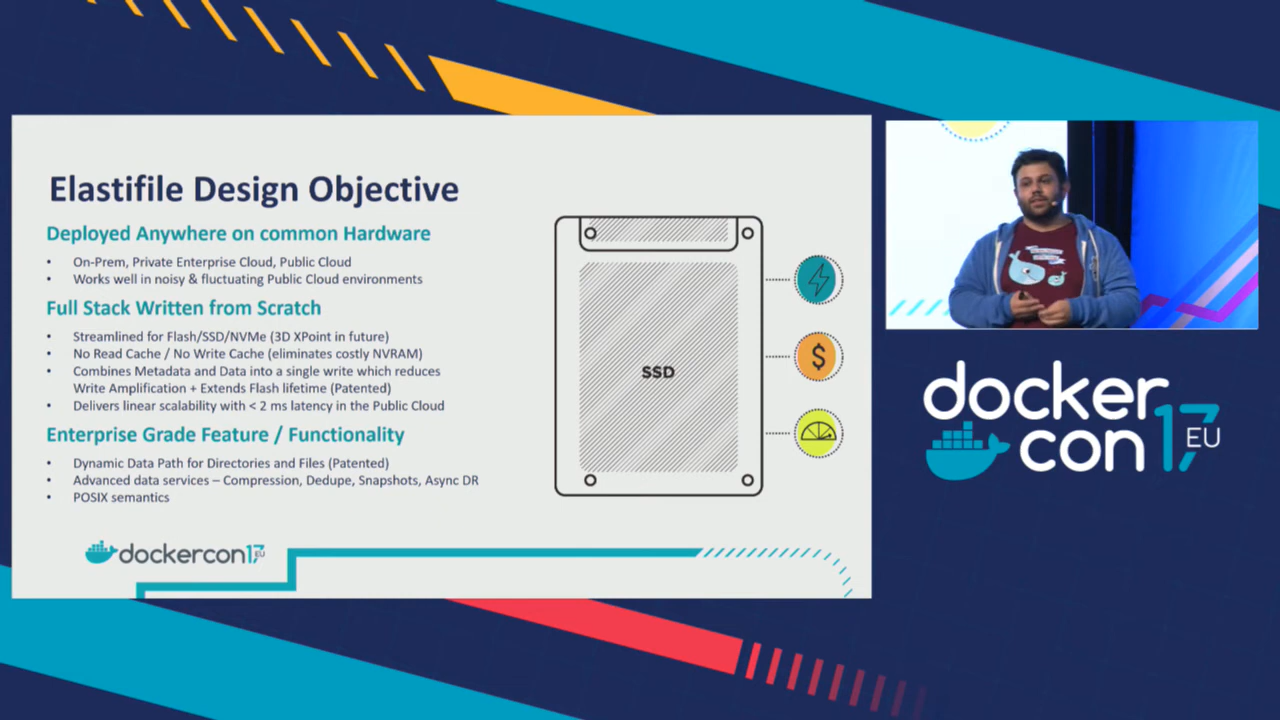 Elastifile Design Objective
Deployed Anywhere on common Hardware
• On-Prem, Private Enterprise Cloud, Public Cloud
• Works well in noisy & fluctuating Public Cloud environments
Full Stack Written from Scratch
• Streamlined for Flash/SSD/NVMe (3D XPoint in future)
• No Read Cache / No Write Cache (eliminates costly NVRAM)
• Combines Metadata and Data into a single write which reduces
Write Amplification + Extends Flash lifetime (Patented)
• Delivers linear scalability with < 2 ms latency in the Public Cloud
Enterprise Grade Feature / Functionality
• Dynamic Data Path for Directories and Files (Patented)
• Advanced data services – Compression, Dedupe, Snapshots, Async DR
• POSIX semantics
SSD
$
dockercon17 EU
docker
con 17 EU